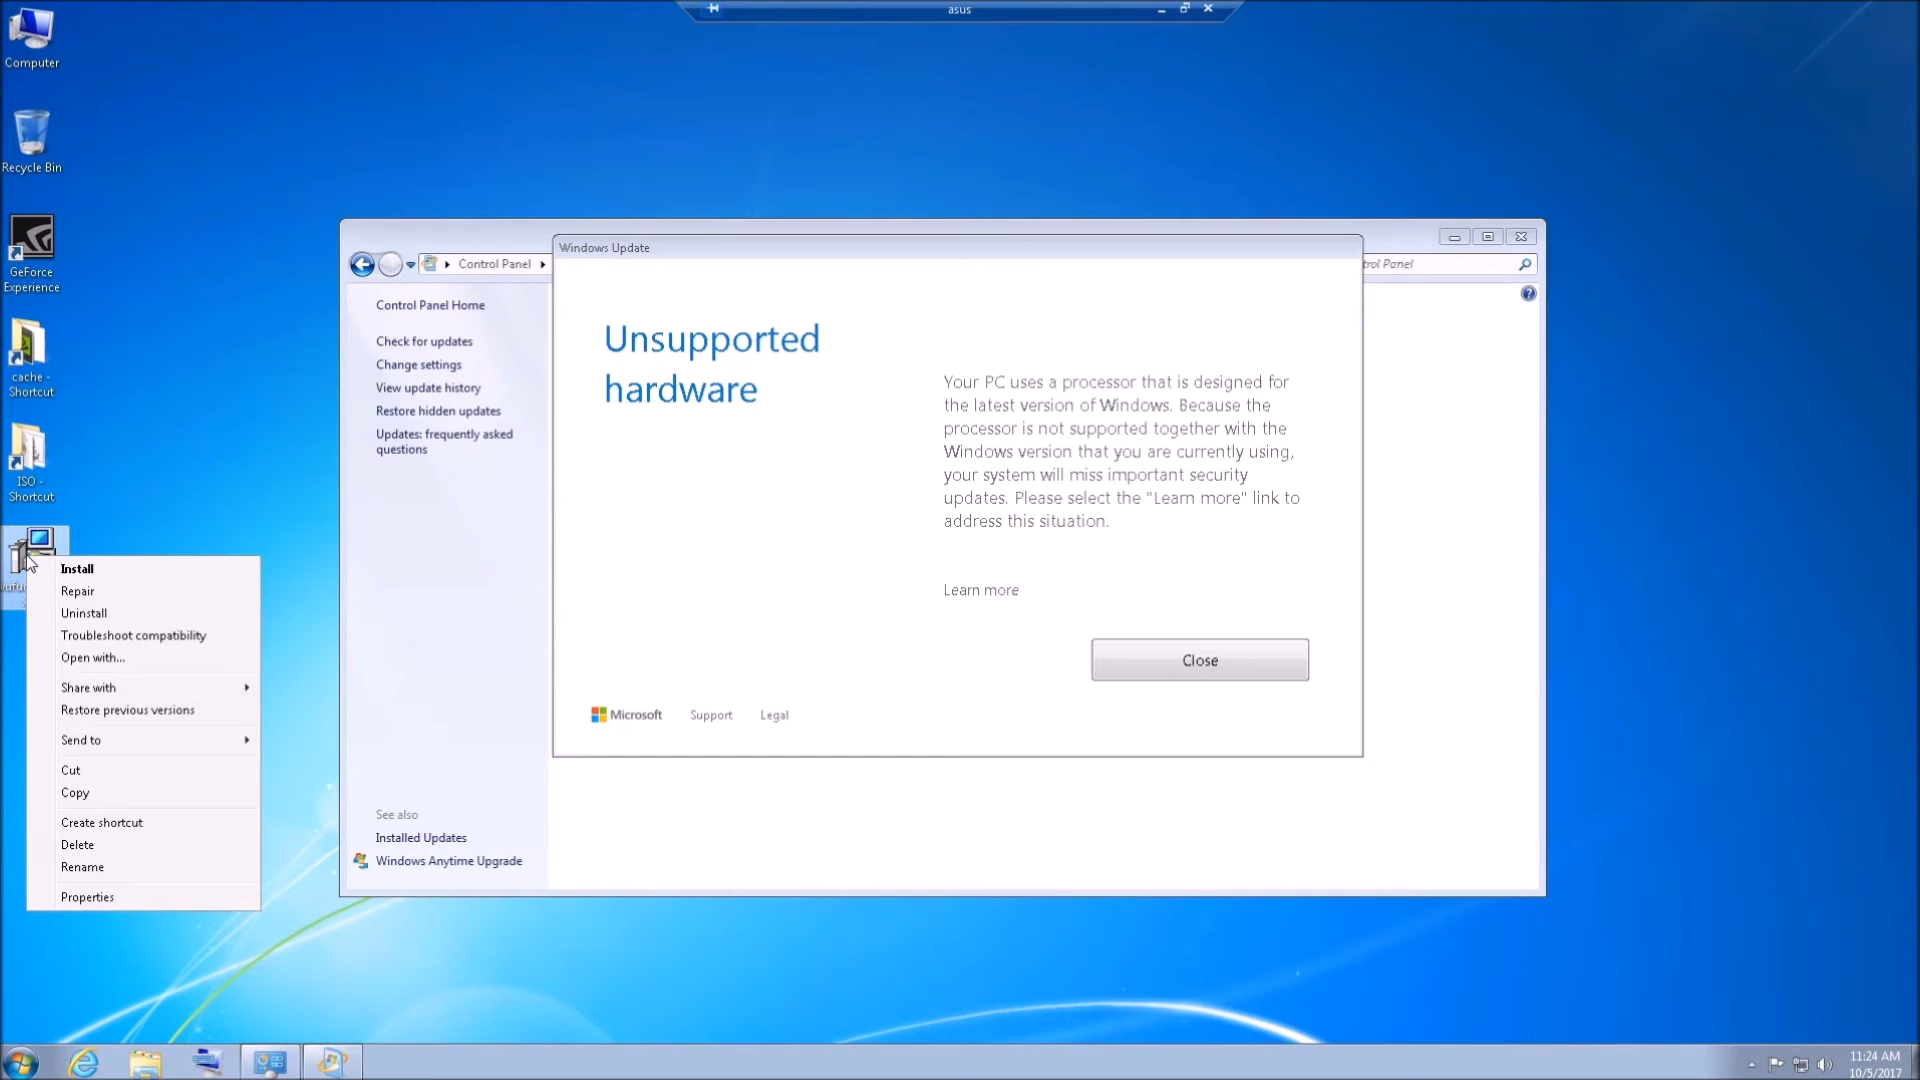 asus
Computer
Recycle Bin
GeForce
Experience
cache -
Shortcut
ISO -
Shortcut
Install
Repair
Uninstall
Troubleshoot compatibility
Open with...
Share with
Restore previous versions
Send to
Cut
Copy
Create shortcut
Delete
Rename
Properties
Control Panel
Control Panel Home
Check for updates
Change settings
View update history
Restore hidden updates
Updates: frequently asked
questions
See also
Installed Updates
Windows Anytime Upgrade
Windows Update
Unsupported
hardware
Your PC uses a processor that is designed for
the latest version of Windows. Because the
processor is not supported together with the
Windows version that you are currently using,
your system will miss important security
updates. Please select the "Learn more" link to
address this situation.
Learn more
Close
Microsoft
Support
Legal
trol Panel
11:24 AM
10/5/2017